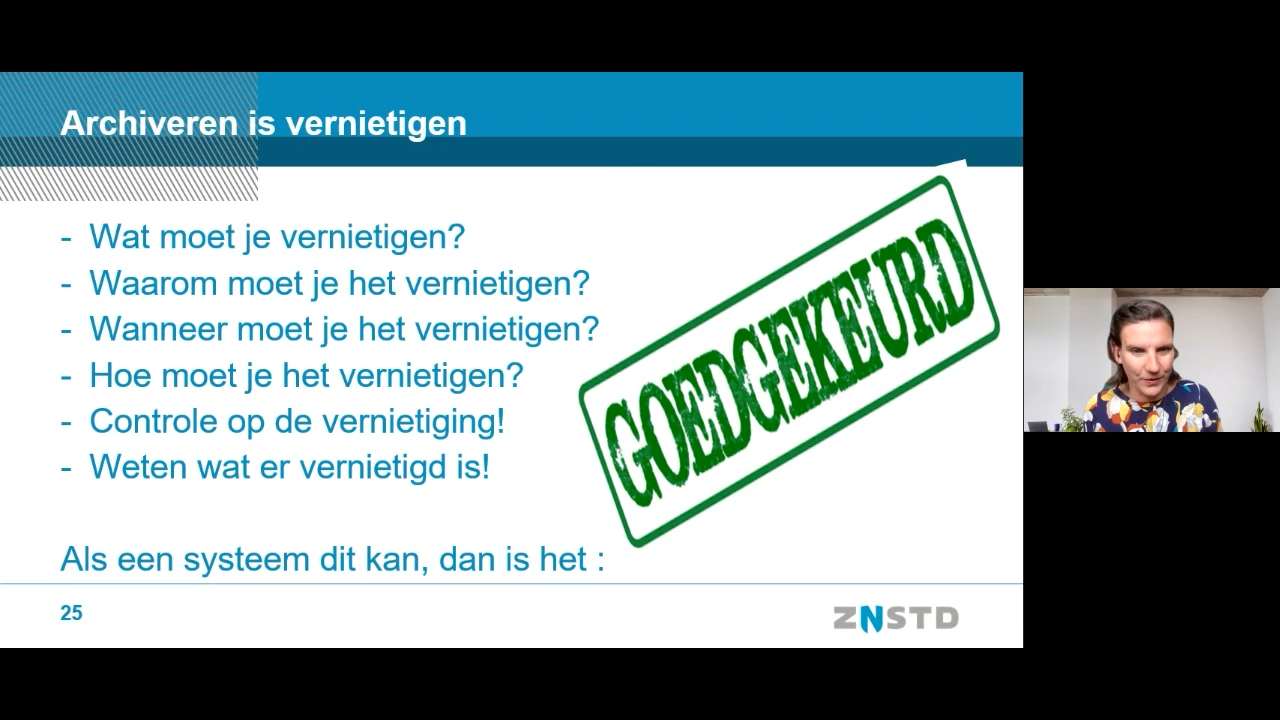 Archiveren is vernietigen
- Wat moet je vernietigen?
- Waarom moet je het vernietigen?
- Wanneer moet je het vernietigen?
- Hoe moet je het vernietigen?
- Controle op de vernietiging!
- Weten wat er vernietigd is!
GOEDGEKEURD
Als een systeem dit kan, dan is het :
25
ZNSTD